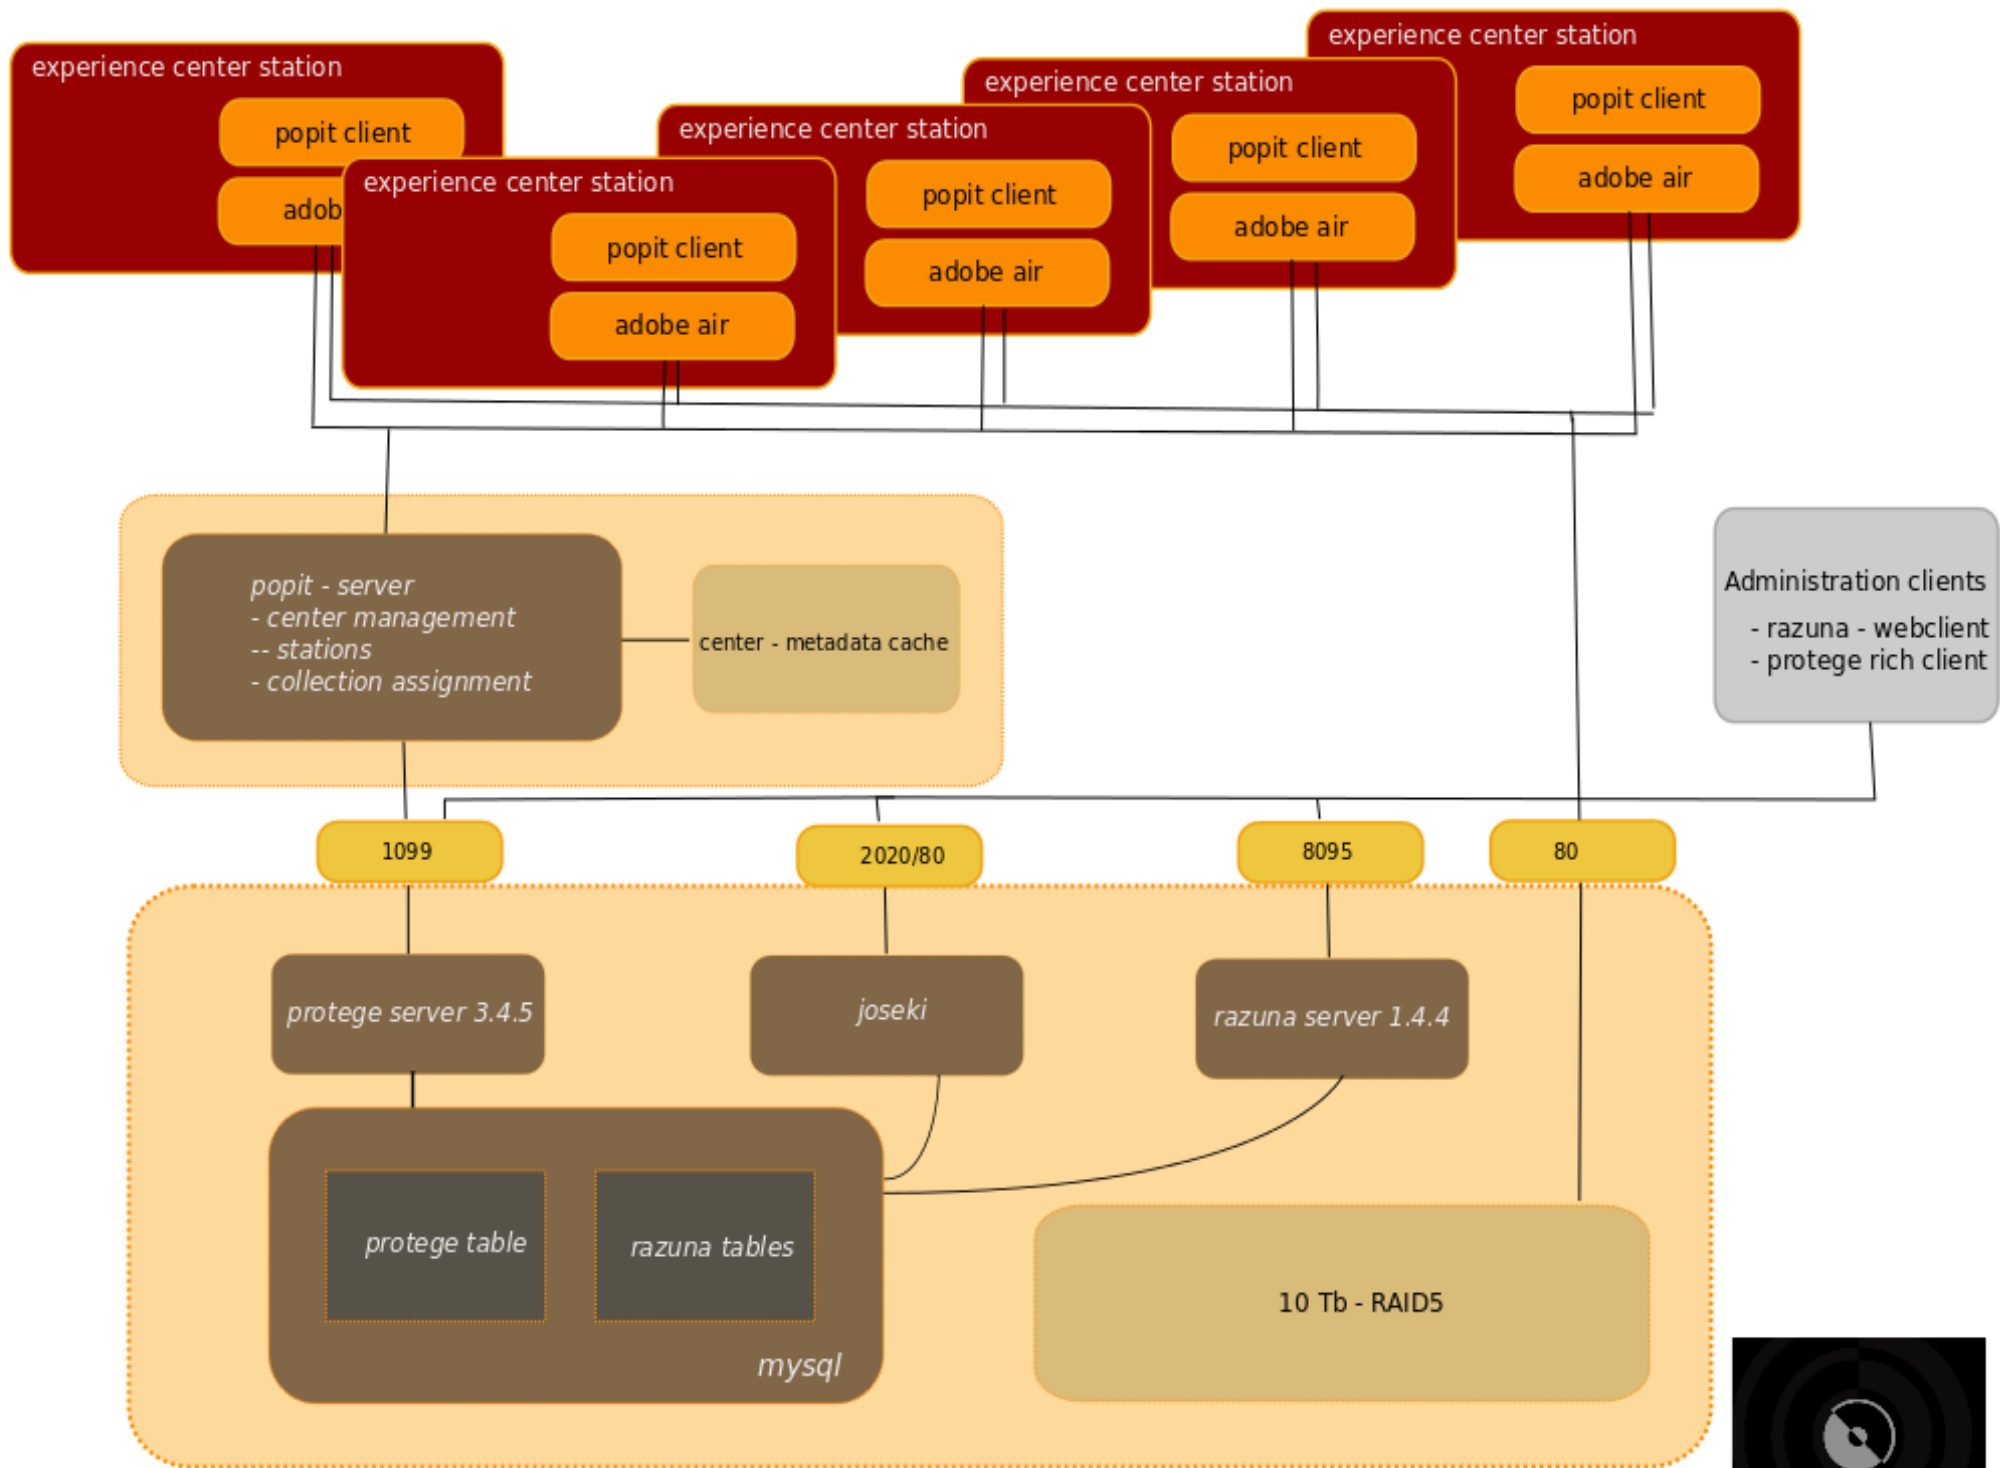 experience center station
popit client
adob
experience center station
popit client
adobe air
experience center station
popit client
adobe air
experience center station
popit client
adobe air
experience center station
popit client
adobe air
popit - server
- center management
-- stations
- collection assignment
center - metadata cache
Administration clients
- razuna - webclient
- protege rich client
1099
2020/80
8095
80
protege server 3.4.5
joseki
razuna server 1.4.4
protege table
razuna tables
mysql
10 Tb - RAID5